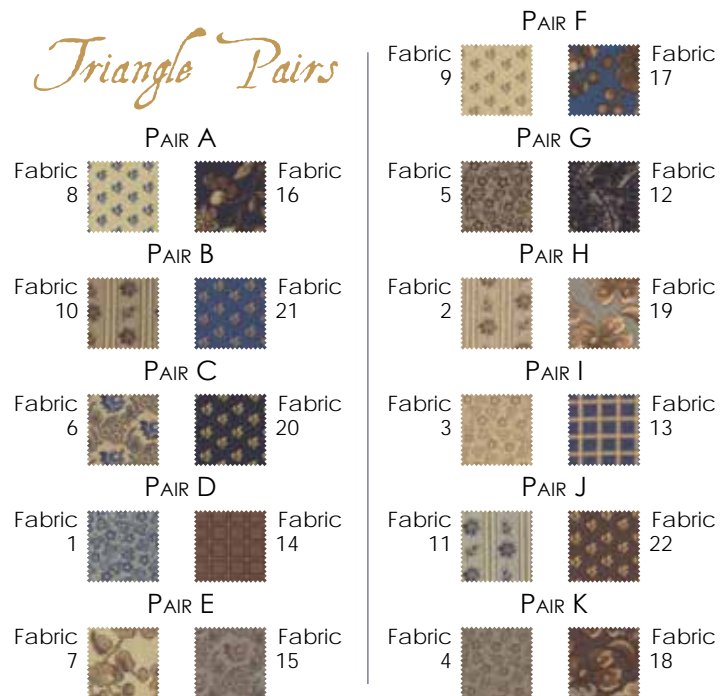 Triangle Pairs
Pair A
Fabric 8
Fabric 16
Pair B
Fabric 10
Fabric 21
Pair C
Fabric 6
Fabric 20
Pair D
Fabric 1
Fabric 14
Pair E
Fabric 7
Fabric 15
Pair F
Fabric 9
Fabric 17
Pair G
Fabric 5
Fabric 12
Pair H
Fabric 2
Fabric 19
Pair I
Fabric 3
Fabric 13
Pair J
Fabric 11
Fabric 22
Pair K
Fabric 4
Fabric 18